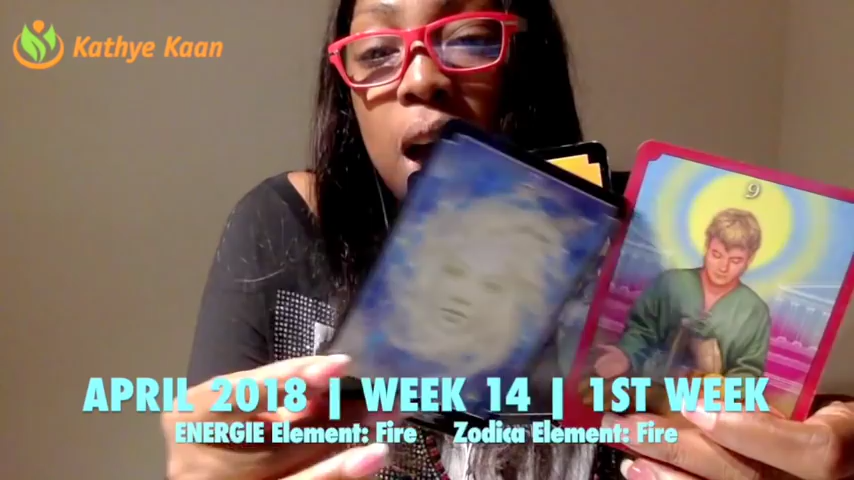 Kathye Kaan
9
APRIL 2018 | WEEK 14 | 1ST WEEK
ENERGIE Element: Fire Zodica Element: Fire